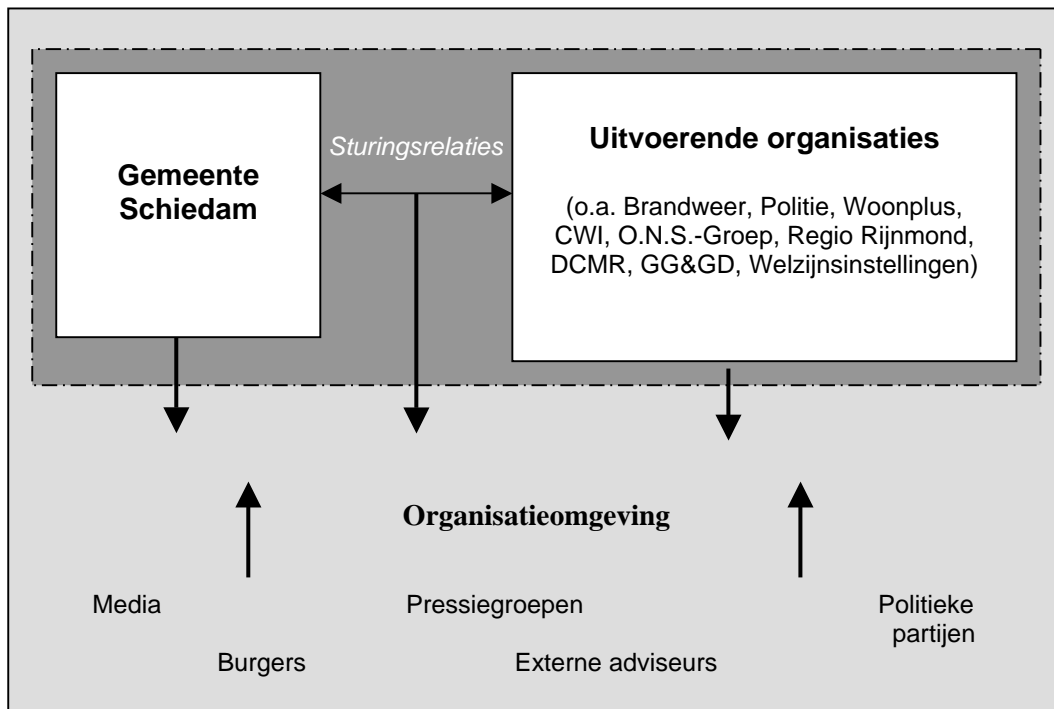 Gemeente
Schiedam
Sturingsrelaties
Uitvoerende organisaties
(o.a. Brandweer, Politie, Woonplus,
CWI, O.N.S.-Groep, Regio Rijnmond,
DCMR, GG&GD, Welzijnsinstellingen)
Organisatieomgeving
Media
Pressiegroepen
Politieke
partijen
Burgers
Externe adviseurs